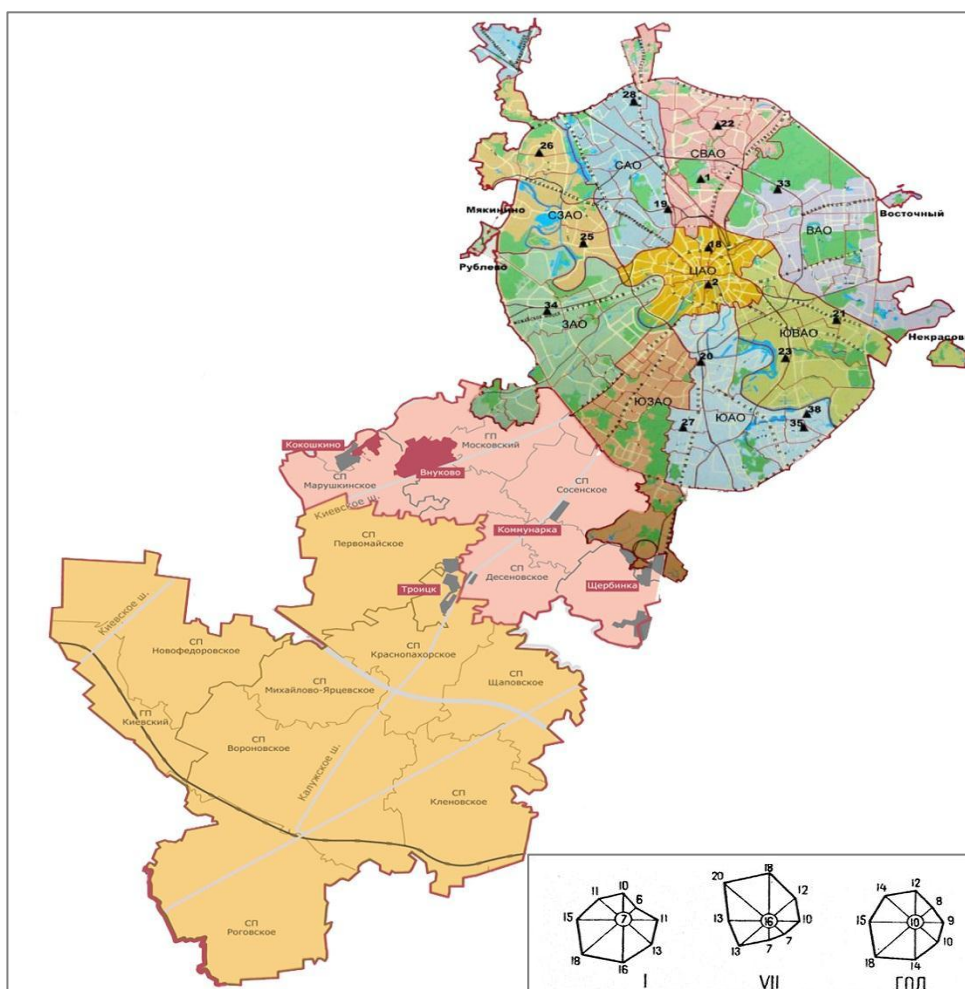 28
22
26
САО
СВАО
1
33
19
Мякинино
СЗАО
Восточный
ВАО
25
18
Рублево
ЦАО
2
34
ЗАО
21
ЮВАО
Некрасовк
20
23
ЮЗАО
ЮАО
38
27
35
ГП
Московский
Кокошкино
СП
Марушкинское
Внуково
СП
Сосенское
Киевское ш.
СП
Первомайское
Коммунарка
Троицк
СП
Десеновское
Щербинка
Киевское ш.
СП
Новофедоровское
СП
Краснопахорское
СП
Михайлово-Ярцевское
СП
Щаповское
ГП
Киевский
СП
Вороновское
Калужское ш.
СП
Кленовское
СП
Роговское
10
11 6
15 7 11
18 13
16
I
18
20 12
13 16 10
13 7 7
VII
12
14 8
15 10 9
18 10
14
ГОД